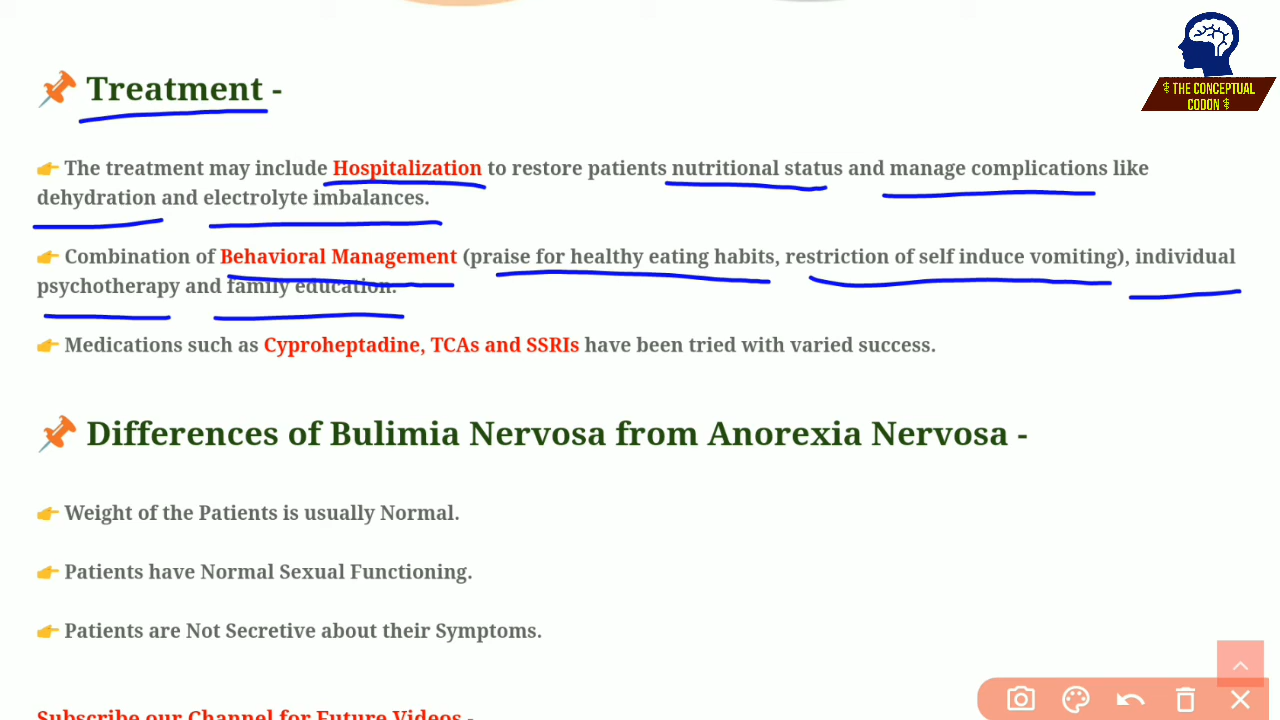 ⚕ THE CONCEPTUAL
CODON ⚕
📌 Treatment -
👉 The treatment may include Hospitalization to restore patients nutritional status and manage complications like
dehydration and electrolyte imbalances.
👉 Combination of Behavioral Management (praise for healthy eating habits, restriction of self induce vomiting), individual
psychotherapy and family education.
👉 Medications such as Cyproheptadine, TCAs and SSRIs have been tried with varied success.
📌 Differences of Bulimia Nervosa from Anorexia Nervosa -
👉 Weight of the Patients is usually Normal.
👉 Patients have Normal Sexual Functioning.
👉 Patients are Not Secretive about their Symptoms.
Subscribe our Channel for Future Videos -